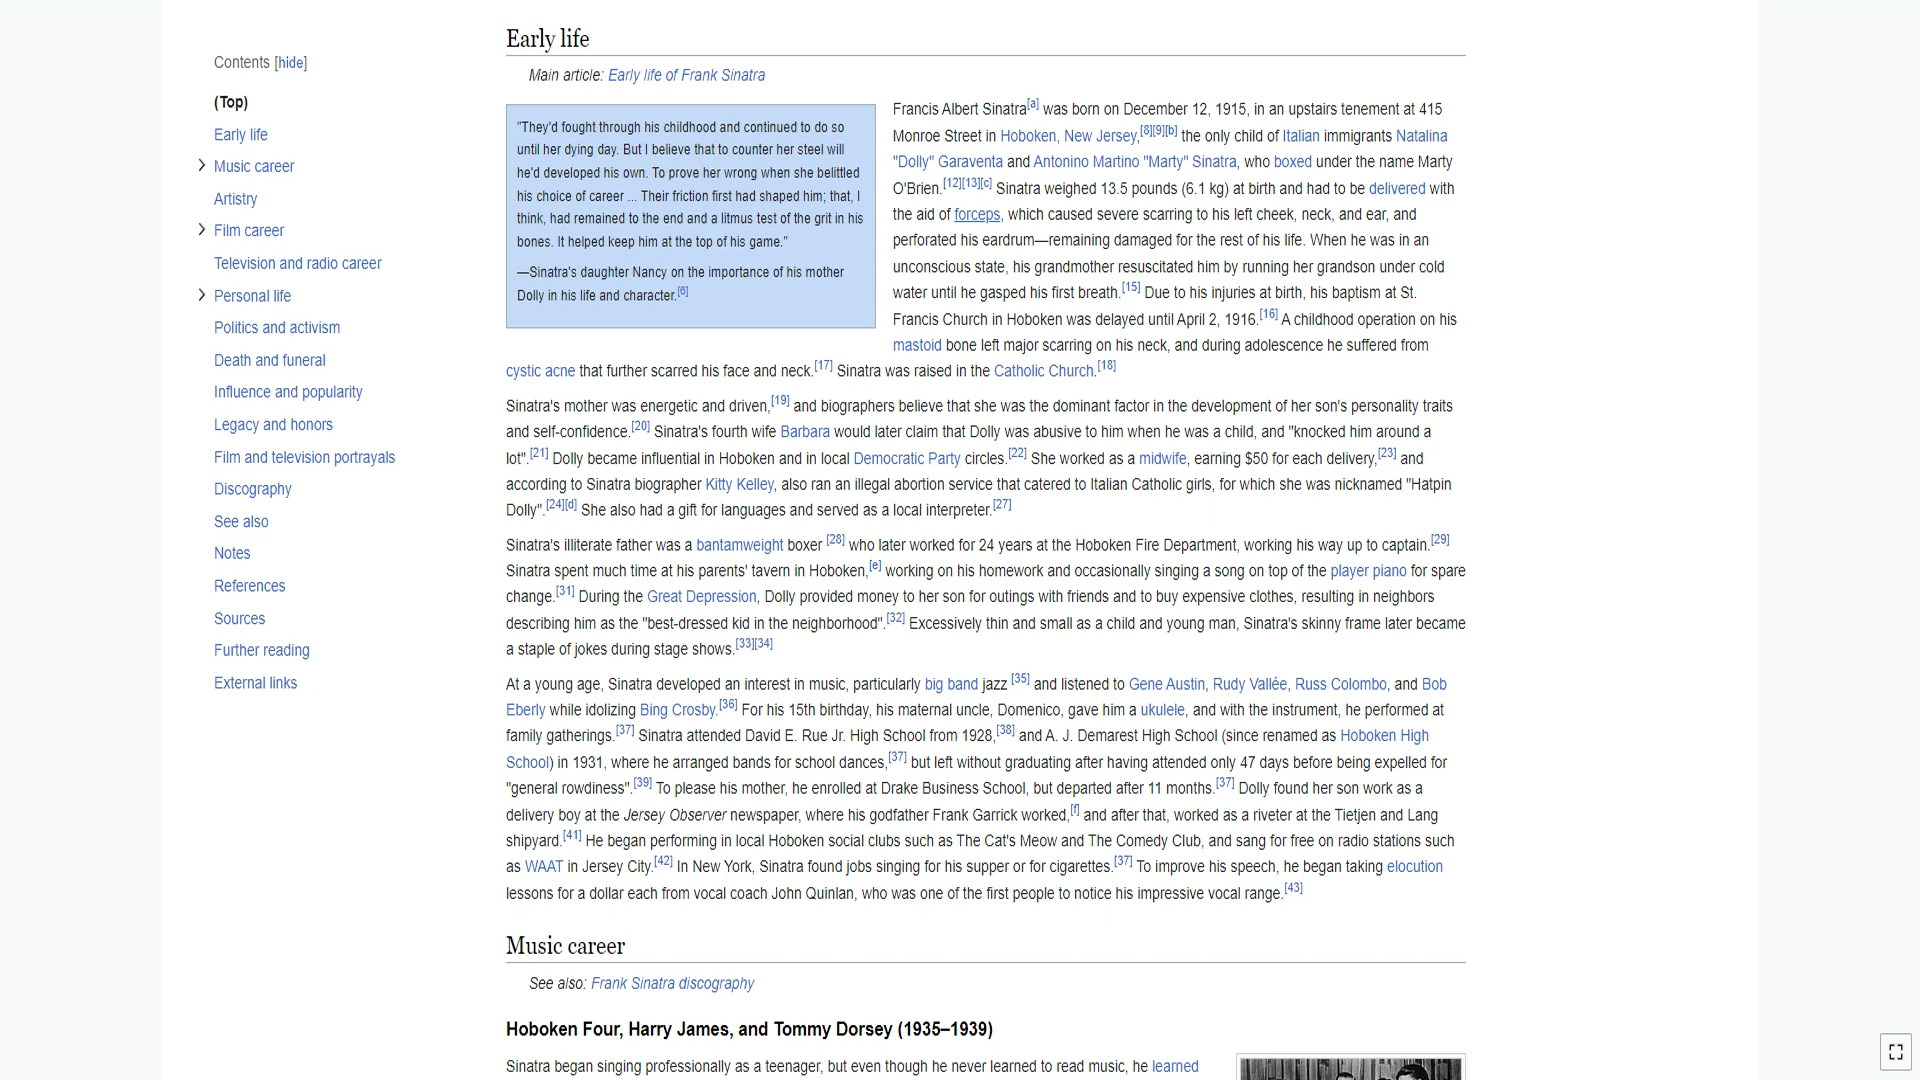 Contents [hide]
(Top)
Early life
Music career
Artistry
Film career
Television and radio career
Personal life
Politics and activism
Death and funeral
Influence and popularity
Legacy and honors
Film and television portrayals
Discography
See also
Notes
References
Sources
Further reading
External links
Early life
Main article: Early life of Frank Sinatra
"They'd fought through his childhood and continued to do so
until her dying day. But I believe that to counter her steel will
he'd developed his own. To prove her wrong when she belittled
his choice of career ... Their friction first had shaped him; that, I
think, had remained to the end and a litmus test of the grit in his
bones. It helped keep him at the top of his game."
—Sinatra's daughter Nancy on the importance of his mother
Dolly in his life and character.[6]
Francis Albert Sinatra[a] was born on December 12, 1915, in an upstairs tenement at 415
Monroe Street in Hoboken, New Jersey,[8][9][b] the only child of Italian immigrants Natalina
"Dolly" Garaventa and Antonino Martino "Marty" Sinatra, who boxed under the name Marty
O'Brien.[12][13][c] Sinatra weighed 13.5 pounds (6.1 kg) at birth and had to be delivered with
the aid of forceps, which caused severe scarring to his left cheek, neck, and ear, and
perforated his eardrum—remaining damaged for the rest of his life. When he was in an
unconscious state, his grandmother resuscitated him by running her grandson under cold
water until he gasped his first breath.[15] Due to his injuries at birth, his baptism at St.
Francis Church in Hoboken was delayed until April 2, 1916.[16] A childhood operation on his
mastoid bone left major scarring on his neck, and during adolescence he suffered from
cystic acne that further scarred his face and neck.[17] Sinatra was raised in the Catholic Church.[18]
Sinatra's mother was energetic and driven,[19] and biographers believe that she was the dominant factor in the development of her son's personality traits
and self-confidence.[20] Sinatra's fourth wife Barbara would later claim that Dolly was abusive to him when he was a child, and "knocked him around a
lot".[21] Dolly became influential in Hoboken and in local Democratic Party circles.[22] She worked as a midwife, earning $50 for each delivery,[23] and
according to Sinatra biographer Kitty Kelley, also ran an illegal abortion service that catered to Italian Catholic girls, for which she was nicknamed "Hatpin
Dolly".[24][d] She also had a gift for languages and served as a local interpreter.[27]
Sinatra's illiterate father was a bantamweight boxer [28] who later worked for 24 years at the Hoboken Fire Department, working his way up to captain.[29]
Sinatra spent much time at his parents' tavern in Hoboken,[e] working on his homework and occasionally singing a song on top of the player piano for spare
change.[31] During the Great Depression, Dolly provided money to her son for outings with friends and to buy expensive clothes, resulting in neighbors
describing him as the "best-dressed kid in the neighborhood".[32] Excessively thin and small as a child and young man, Sinatra's skinny frame later became
a staple of jokes during stage shows.[33][34]
At a young age, Sinatra developed an interest in music, particularly big band jazz [35] and listened to Gene Austin, Rudy Vallée, Russ Colombo, and Bob
Eberly while idolizing Bing Crosby.[36] For his 15th birthday, his maternal uncle, Domenico, gave him a ukulele, and with the instrument, he performed at
family gatherings.[37] Sinatra attended David E. Rue Jr. High School from 1928,[38] and A. J. Demarest High School (since renamed as Hoboken High
School) in 1931, where he arranged bands for school dances,[37] but left without graduating after having attended only 47 days before being expelled for
"general rowdiness".[39] To please his mother, he enrolled at Drake Business School, but departed after 11 months.[37] Dolly found her son work as a
delivery boy at the Jersey Observer newspaper, where his godfather Frank Garrick worked,[f] and after that, worked as a riveter at the Tietjen and Lang
shipyard.[41] He began performing in local Hoboken social clubs such as The Cat's Meow and The Comedy Club, and sang for free on radio stations such
as WAAT in Jersey City.[42] In New York, Sinatra found jobs singing for his supper or for cigarettes.[37] To improve his speech, he began taking elocution
lessons for a dollar each from vocal coach John Quinlan, who was one of the first people to notice his impressive vocal range.[43]
Music career
See also: Frank Sinatra discography
Hoboken Four, Harry James, and Tommy Dorsey (1935–1939)
Sinatra began singing professionally as a teenager, but even though he never learned to read music, he learned